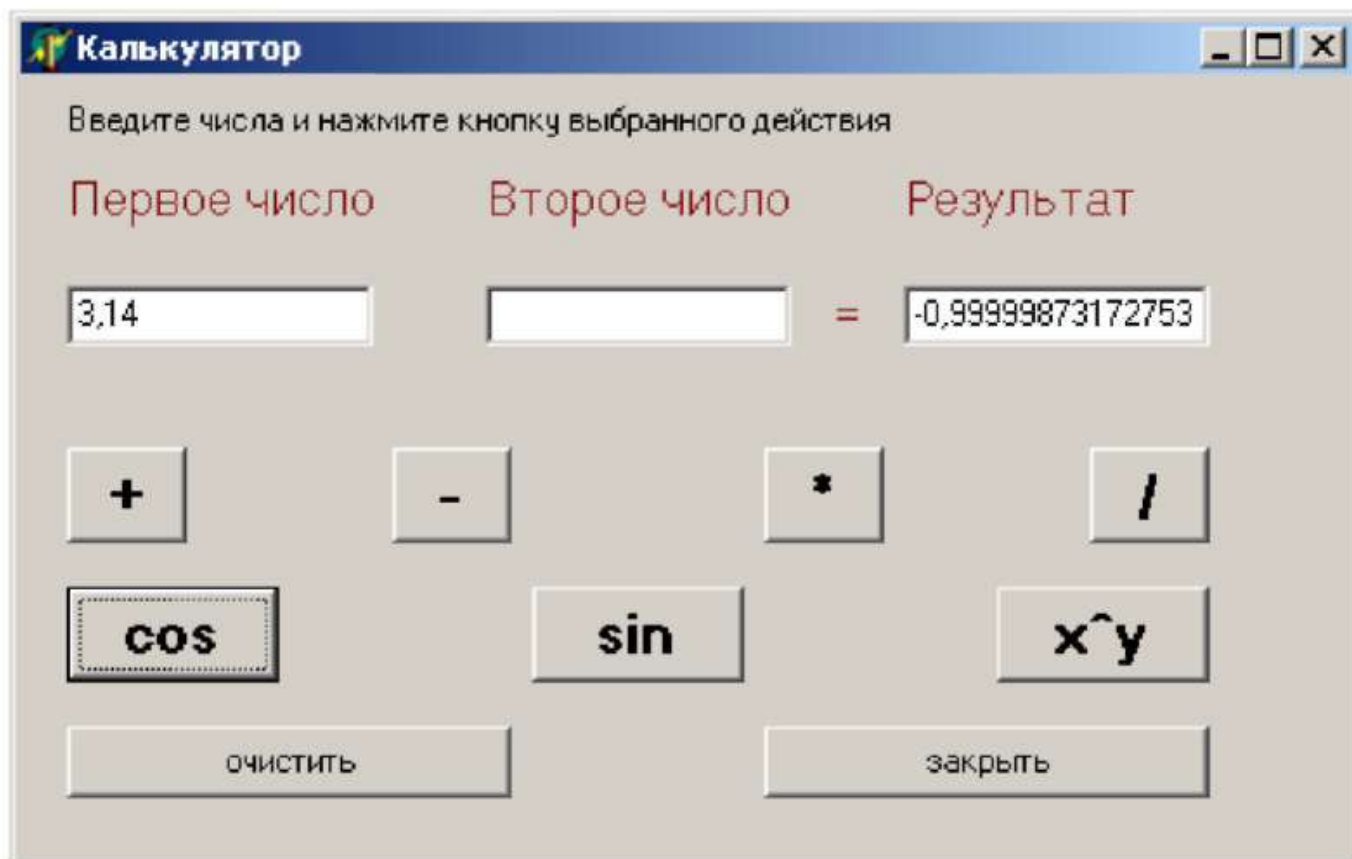 Калькулятор
Введите числа и нажмите кнопку выбранного действия
Первое число Второе число Результат
3,14 = -0,99999873172753
+ - * /
cos sin x^y
очистить закрыть